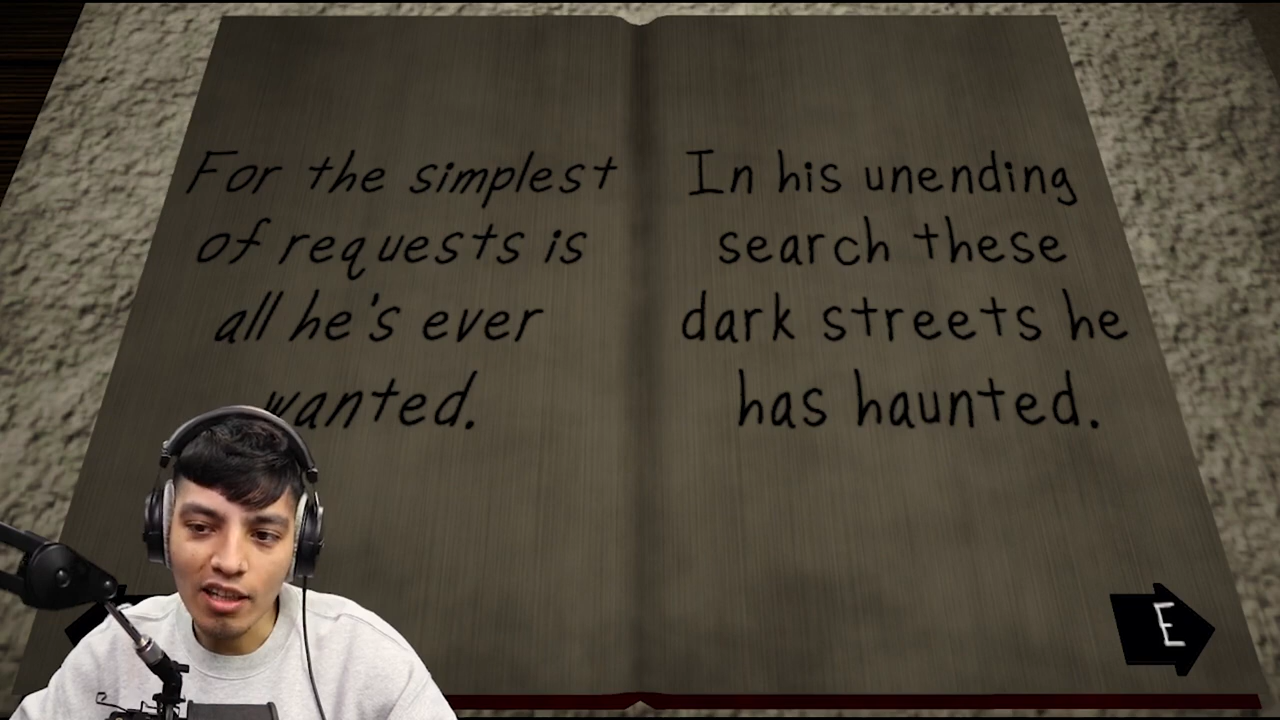 For the simplest
of requests is
all he's ever
wanted.
In his unending
search these
dark streets he
has haunted.
E